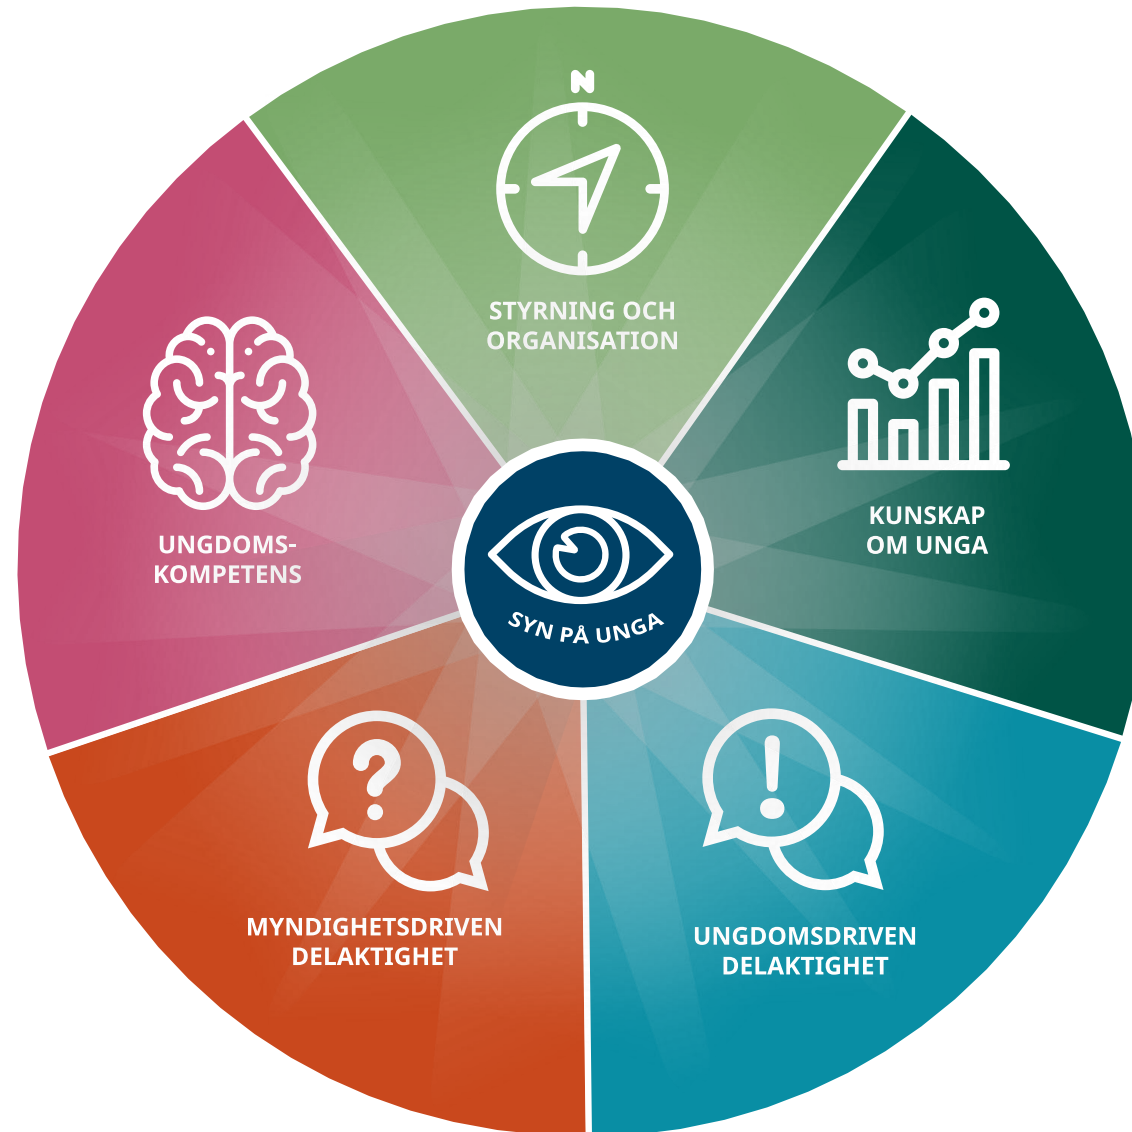 N
STYRNING OCH
ORGANISATION
KUNSKAP
OM UNGA
UNGDOMS-
KOMPETENS
SYN PÅ UNGA
MYNDIGHETSDRIVEN
DELAKTIGHET
UNGDOMSDRIVEN
DELAKTIGHET
?
!